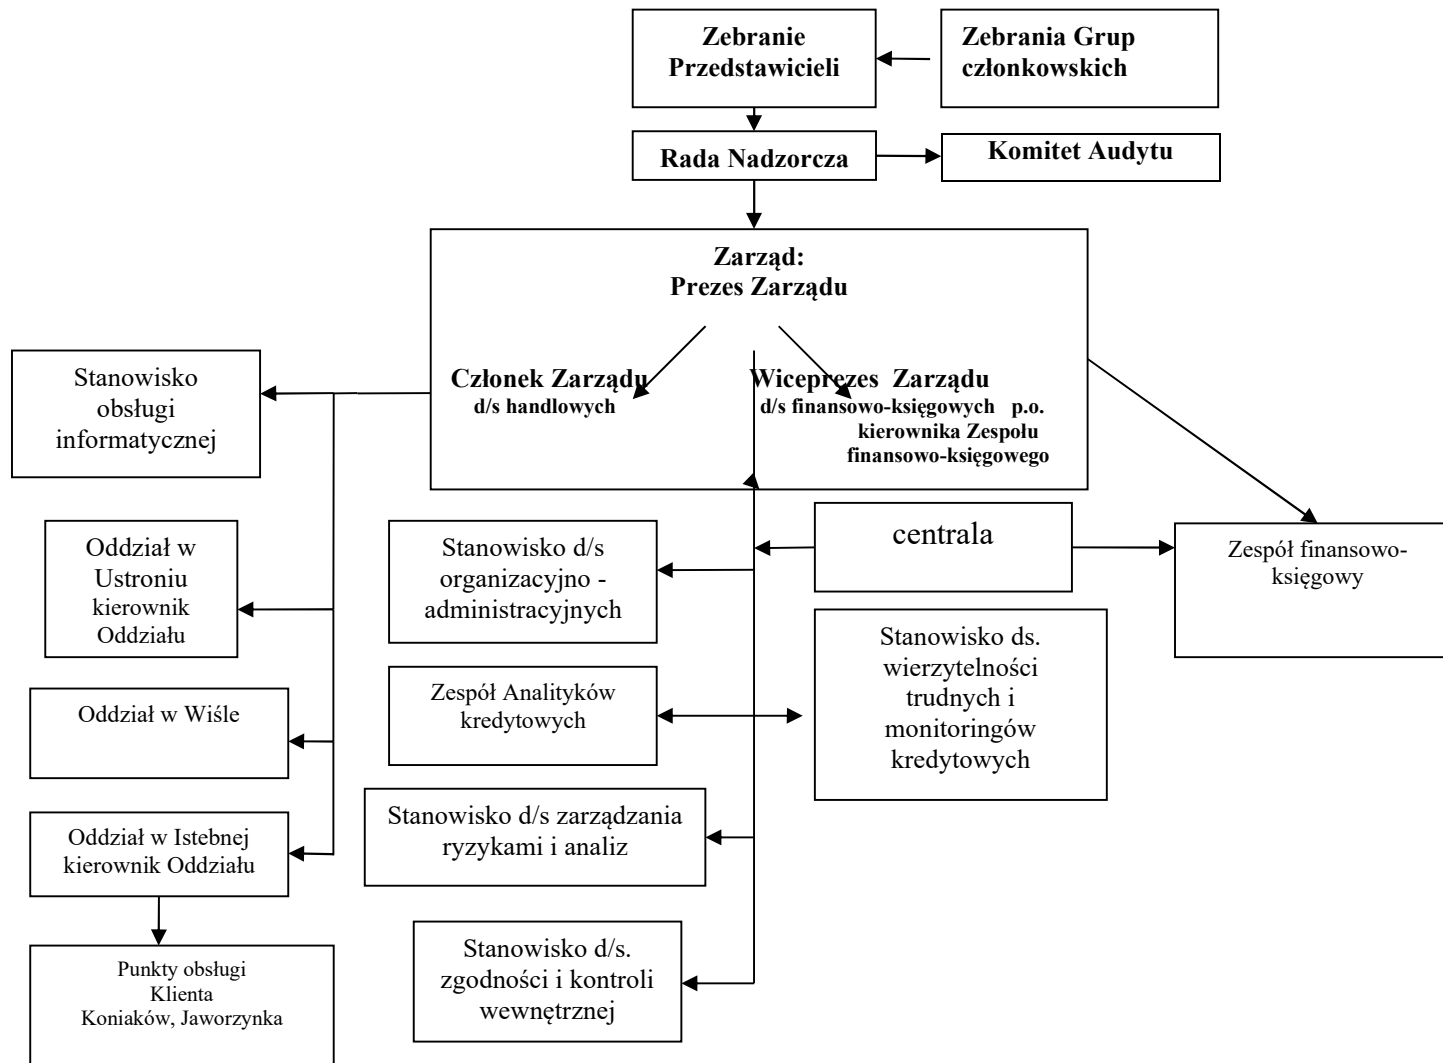 Zebranie
Przedstawicieli
Zebrania Grup
członkowskich
Rada Nadzorcza
Komitet Audytu
Zarząd:
Prezes Zarządu
Członek Zarządu
d/s handlowych
Wiceprezes Zarządu
d/s finansowo-księgowych p.o.
kierownika Zespołu
finansowo-księgowego
Stanowisko
obsługi
informatycznej
Oddział w
Ustroniu
kierownik
Oddziału
Stanowisko d/s
organizacyjno -
administracyjnych
centrala
Zespół finansowo-
księgowy
Stanowisko ds.
wierzytelności
trudnych i
monitoringów
kredytowych
Oddział w Wiśle
Zespół Analityków
kredytowych
Stanowisko d/s zarządzania
ryzykami i analiz
Oddział w Istebnej
kierownik Oddziału
Stanowisko d/s.
zgodności i kontroli
wewnętrznej
Punkty obsługi
Klienta
Koniaków, Jaworzynka